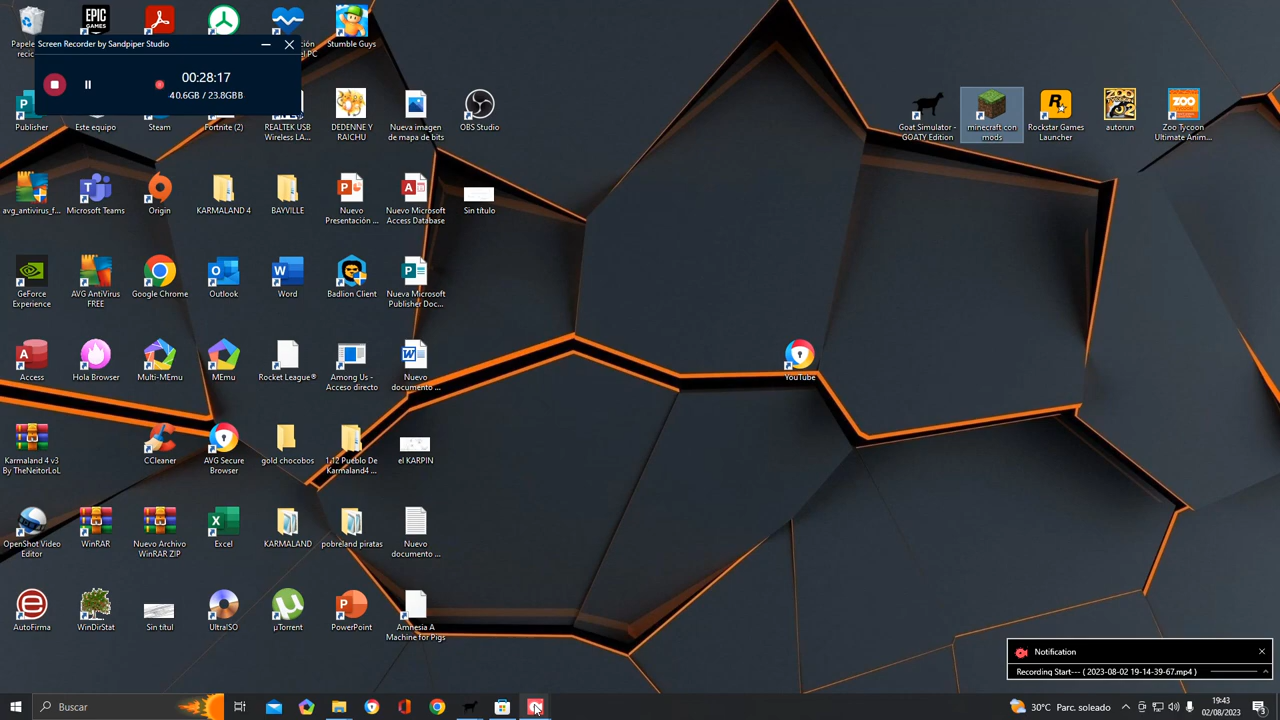 Papele
recic
EPIC
GAMES
ción
el PC
Stumble Guys
Screen Recorder by Sandpiper Studio
00:28:17
40.6GB / 23.8GBB
Publisher
Este equipo
Steam
Fortnite (2)
REALTEK USB
Wireless LA...
DEDENNE Y
RAICHU
Nueva imagen
de mapa de bits
OBS Studio
Goat Simulator -
GOATY Edition
minecraft con
mods
Rockstar Games
Launcher
autorun
Zoo Tycoon
Ultimate Anim...
avg_antivirus_f...
Microsoft Teams
Origin
KARMALAND 4
BAYVILLE
Nuevo
Presentación ...
Nuevo Microsoft
Access Database
Sin título
GeForce
Experience
AVG AntiVirus
FREE
Google Chrome
Outlook
Word
Badlion Client
Nueva Microsoft
Publisher Doc...
Access
Hola Browser
Multi-MEmu
MEmu
Rocket League®
Among Us -
Acceso directo
Nuevo
documento ...
YouTube
Karmaland 4 v3
By TheNeitorLoL
CCleaner
AVG Secure
Browser
gold chocobos
1.12 Pueblo De
Karmaland4 ...
el KARPIN
OpenShot Video
Editor
WinRAR
Nuevo Archivo
WinRAR ZIP
Excel
KARMALAND
pobreland piratas
Nuevo
documento ...
AutoFirma
WinDirStat
Sin títul
UltraISO
µTorrent
PowerPoint
Amnesia A
Machine for Pigs
Notification
Recording Start--- ( 2023-08-02 19-14-39-67.mp4 )
Buscar
30°C Parc. soleado
19:43
02/08/2023
3